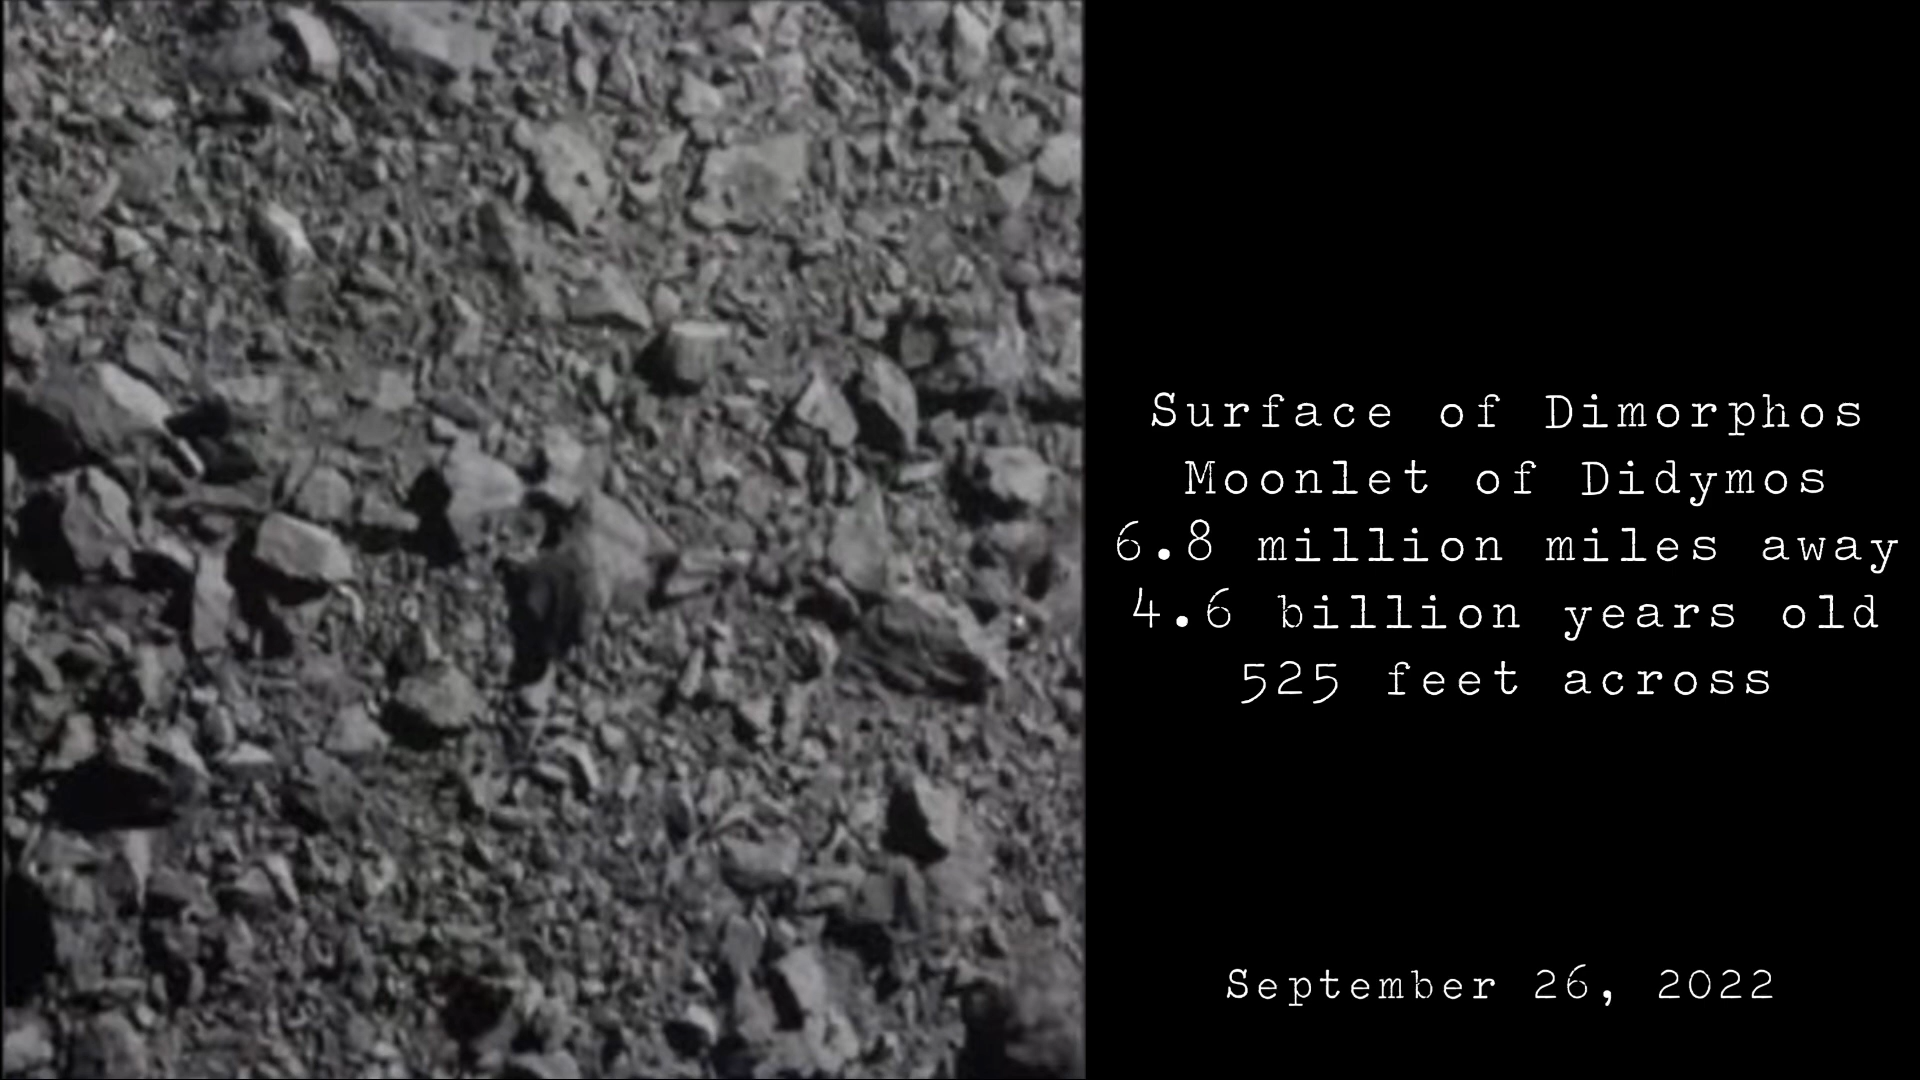 Surface of Dimorphos
Moonlet of Didymos
6.8 million miles away
4.6 billion years old
525 feet across
September 26, 2022